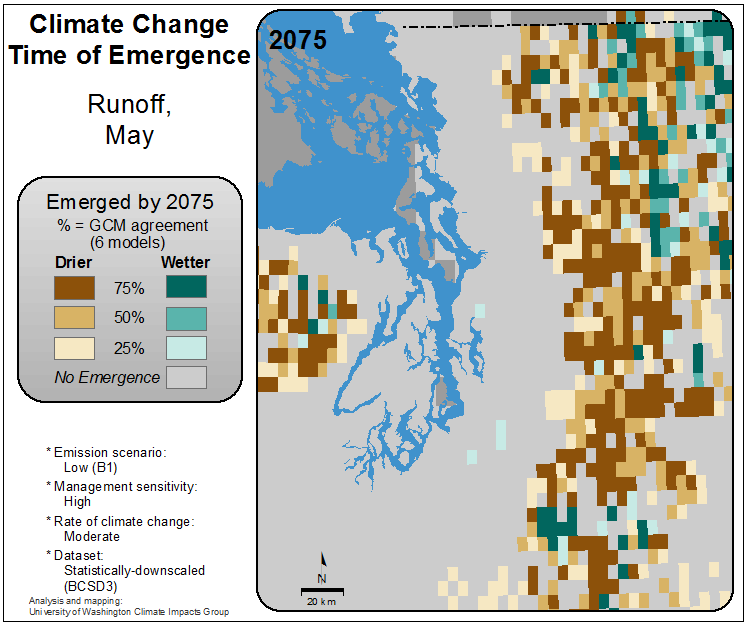 Climate Change
Time of Emergence
Runoff,
May
Emerged by 2075
% = GCM agreement
(6 models)
Drier Wetter
75%
50%
25%
No Emergence
* Emission scenario:
Low (B1)
* Management sensitivity:
High
* Rate of climate change:
Moderate
* Dataset:
Statistically-downscaled
(BCSD3)
Analysis and mapping:
University of Washington Climate Impacts Group
2075
N
20 km